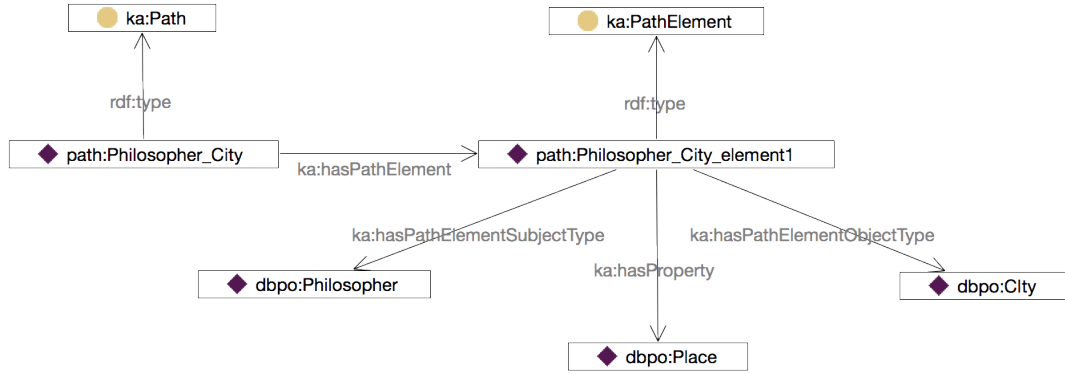 ka:Path
ka:PathElement
rdf:type
rdf:type
path:Philosopher_City
path:Philosopher_City_element1
ka:hasPathElement
ka:hasPathElementSubjectType
ka:hasPathElementObjectType
ka:hasProperty
dbpo:Philosopher
dbpo:CIty
dbpo:Place